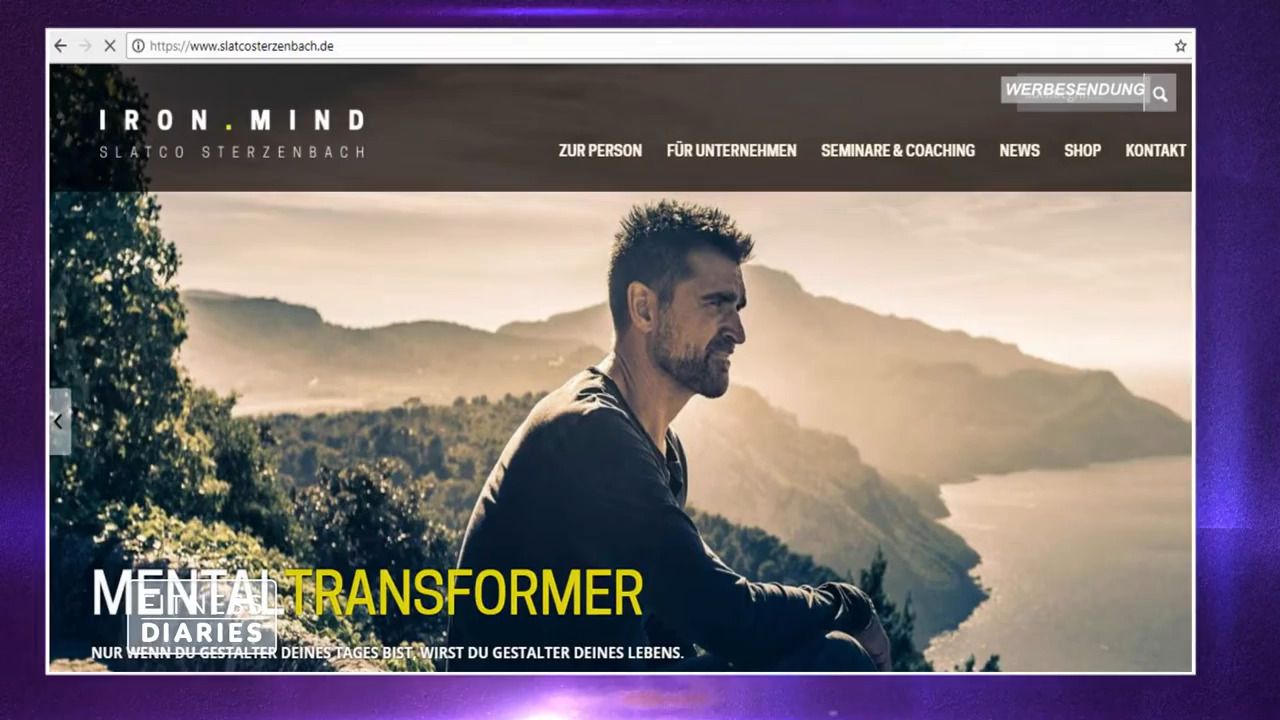 https://www.slatcosterzenbach.de
WERBESENDUNG
IRON.MIND
SLATCO STERZENBACH
ZUR PERSON FÜR UNTERNEHMEN SEMINARE & COACHING NEWS SHOP KONTAKT
MENTAL TRANSFORMER
FITNESS
DIARIES
NUR WENN DU GESTALTER DEINES TAGES BIST, WIRST DU GESTALTER DEINES LEBENS.